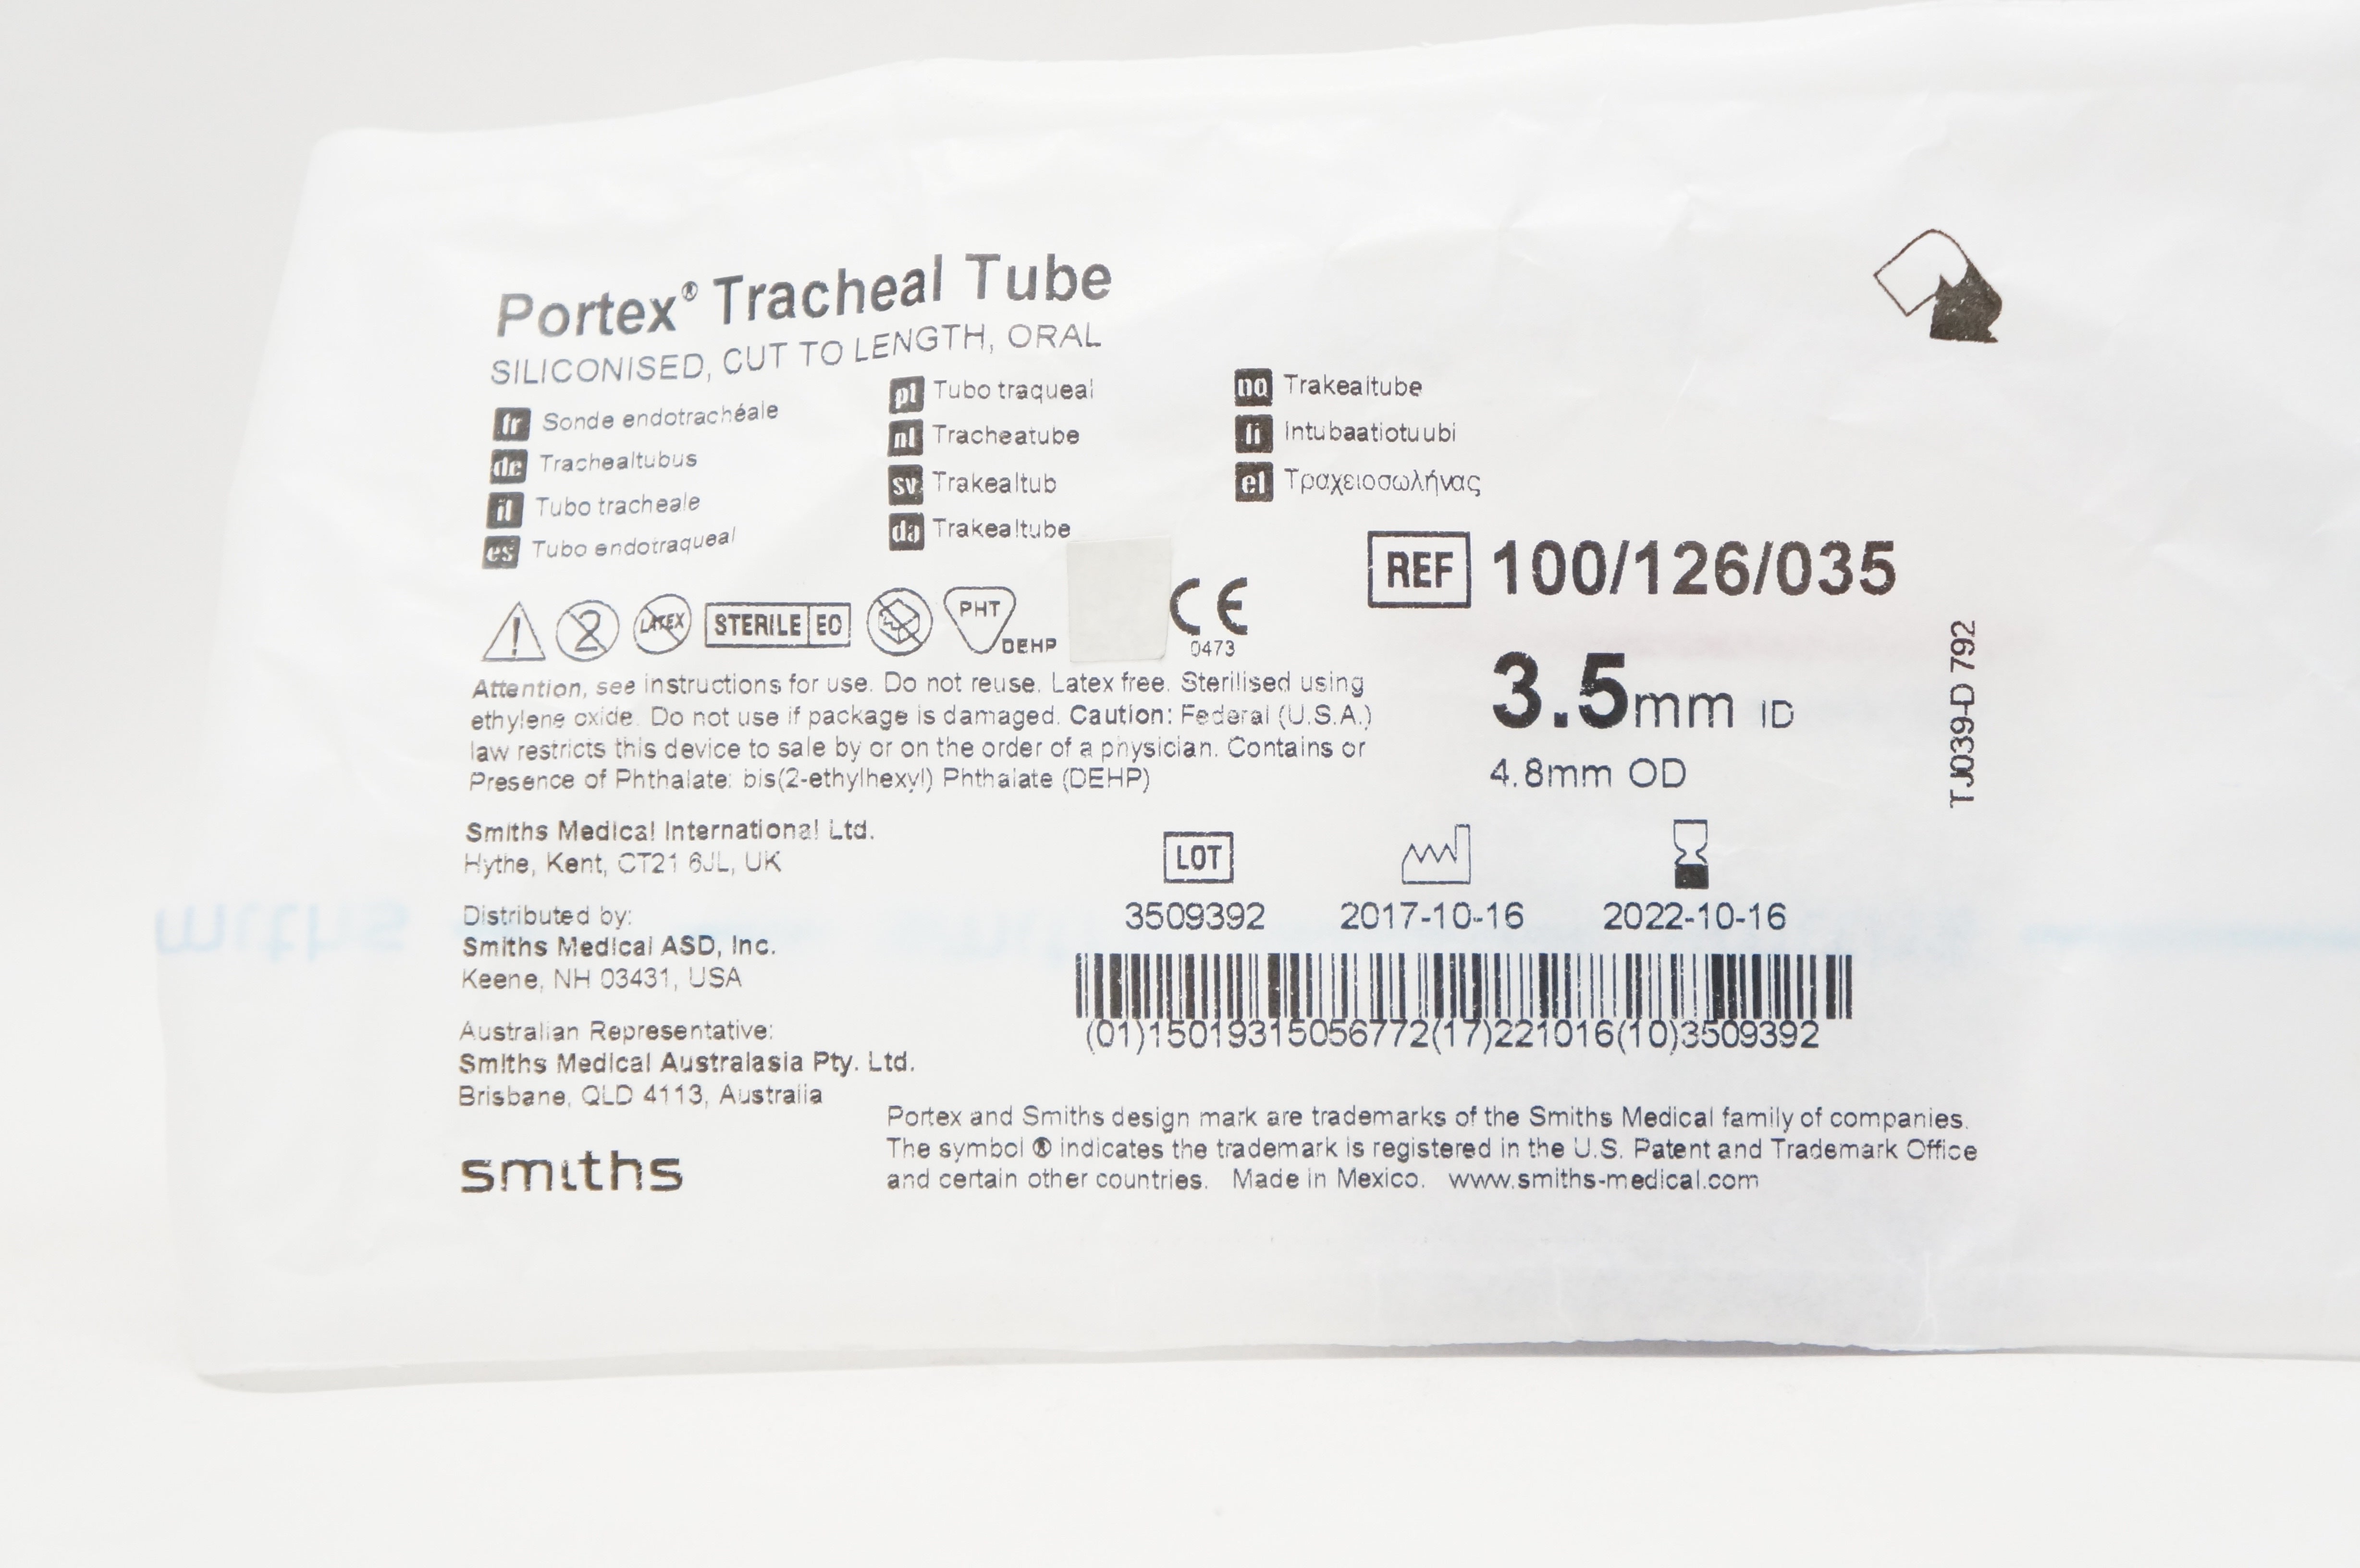 Portex® Tracheal Tube
SILICONISED, CUT TO LENGTH, ORAL
fr Sonde endotrachéale
de Trachealtubus
it Tubo tracheale
es Tubo endotraqueal
pt Tubo traqueal
nl Tracheatube
sv Trakealtub
da Trakealtube
no Trakealtube
fi Intubaatiotuubi
el Τραχειοσωλήνας
REF 100/126/035
2
LATEX
STERILE EO
PHT
DEHP
CE
0473
3.5mm ID
4.8mm OD
TJ039-D 792
Attention, see instructions for use. Do not reuse. Latex free. Sterilised using
ethylene oxide. Do not use if package is damaged. Caution: Federal (U.S.A.)
law restricts this device to sale by or on the order of a physician. Contains or
Presence of Phthalate: bis(2-ethylhexyl) Phthalate (DEHP)
Smiths Medical International Ltd.
Hythe, Kent, CT21 6JL, UK
Distributed by:
Smiths Medical ASD, Inc.
Keene, NH 03431, USA
Australian Representative:
Smiths Medical Australasia Pty. Ltd.
Brisbane, QLD 4113, Australia
smiths
LOT
3509392 2017-10-16 2022-10-16
(01)15019315056772(17)221016(10)3509392
Portex and Smiths design mark are trademarks of the Smiths Medical family of companies.
The symbol ® indicates the trademark is registered in the U.S. Patent and Trademark Office
and certain other countries. Made in Mexico. www.smiths-medical.com